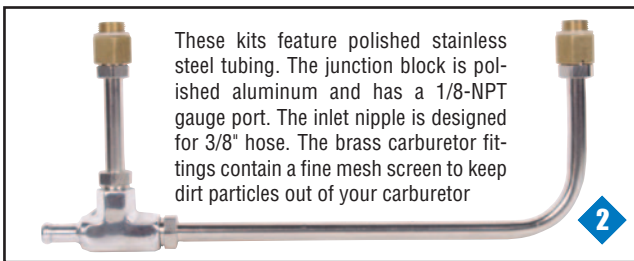 These kits feature polished stainless
steel tubing. The junction block is pol-
ished aluminum and has a 1/8-NPT
gauge port. The inlet nipple is designed
for 3/8" hose. The brass carburetor fit-
tings contain a fine mesh screen to keep
dirt particles out of your carburetor
2